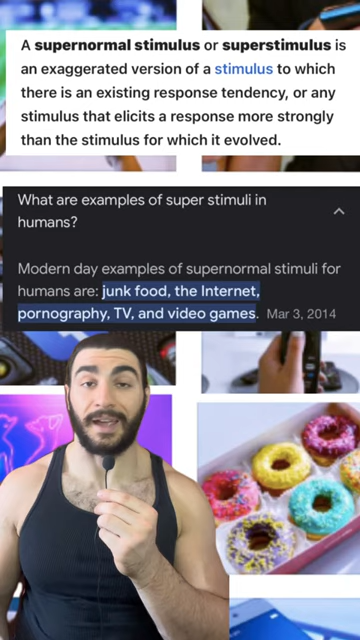 A supernormal stimulus or superstimulus is
an exaggerated version of a stimulus to which
there is an existing response tendency, or any
stimulus that elicits a response more strongly
than the stimulus for which it evolved.
What are examples of super stimuli in
humans?
Modern day examples of supernormal stimuli for
humans are: junk food, the Internet,
pornography, TV, and video games. Mar 3, 2014